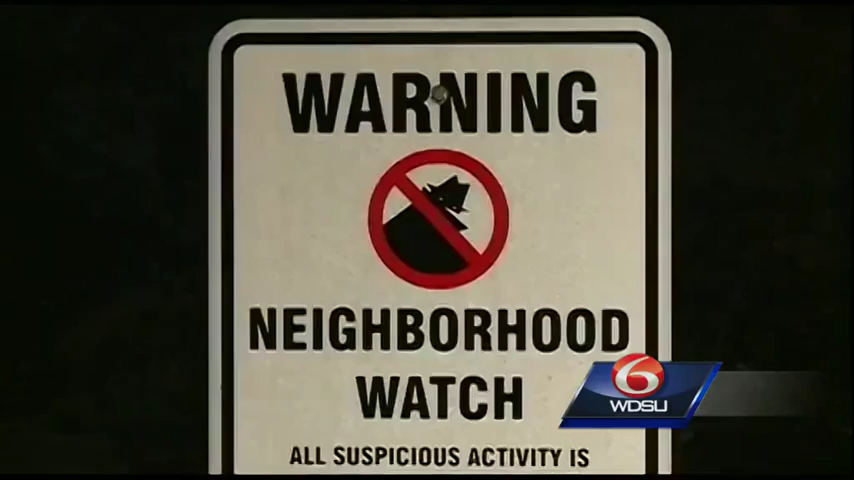 WARNING
NEIGHBORHOOD
WATCH
6
WDSU
ALL SUSPICIOUS ACTIVITY IS